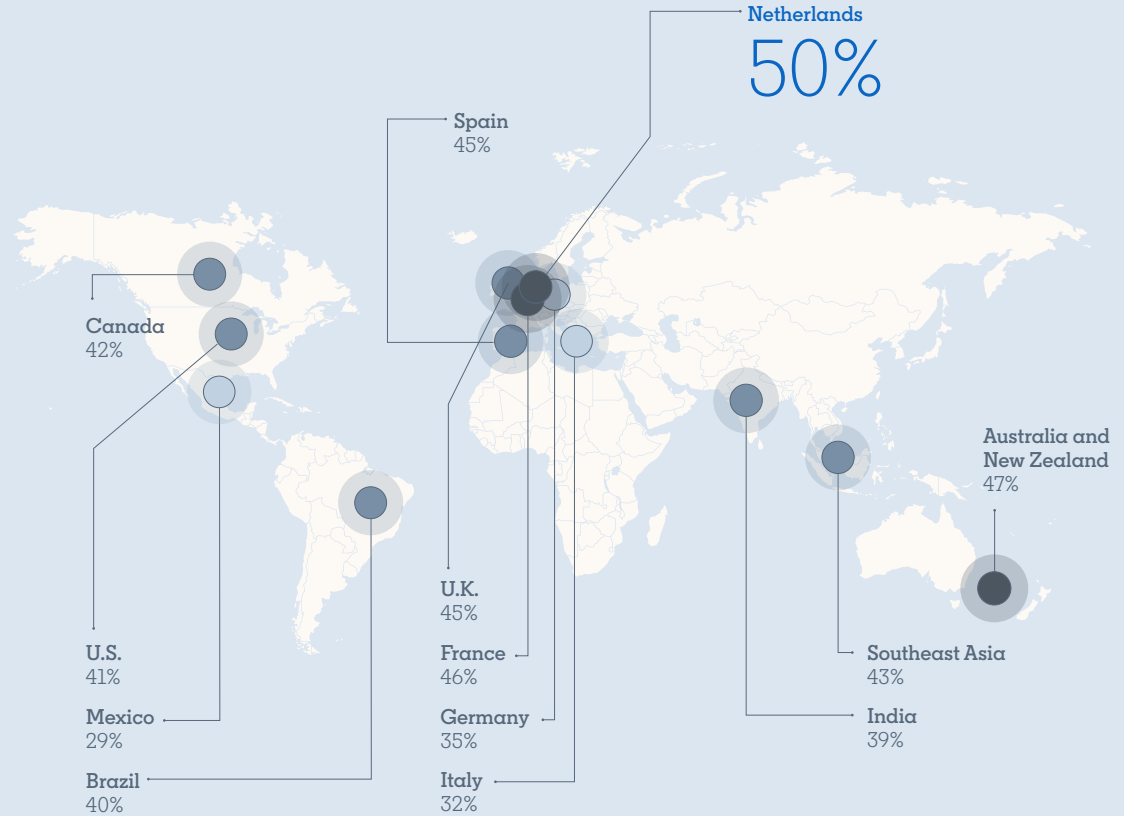 Netherlands
50%
Spain
45%
Canada
42%
Australia and
New Zealand
47%
U.K.
45%
U.S.
41%
France
46%
Southeast Asia
43%
Mexico
29%
Germany
35%
India
39%
Brazil
40%
Italy
32%